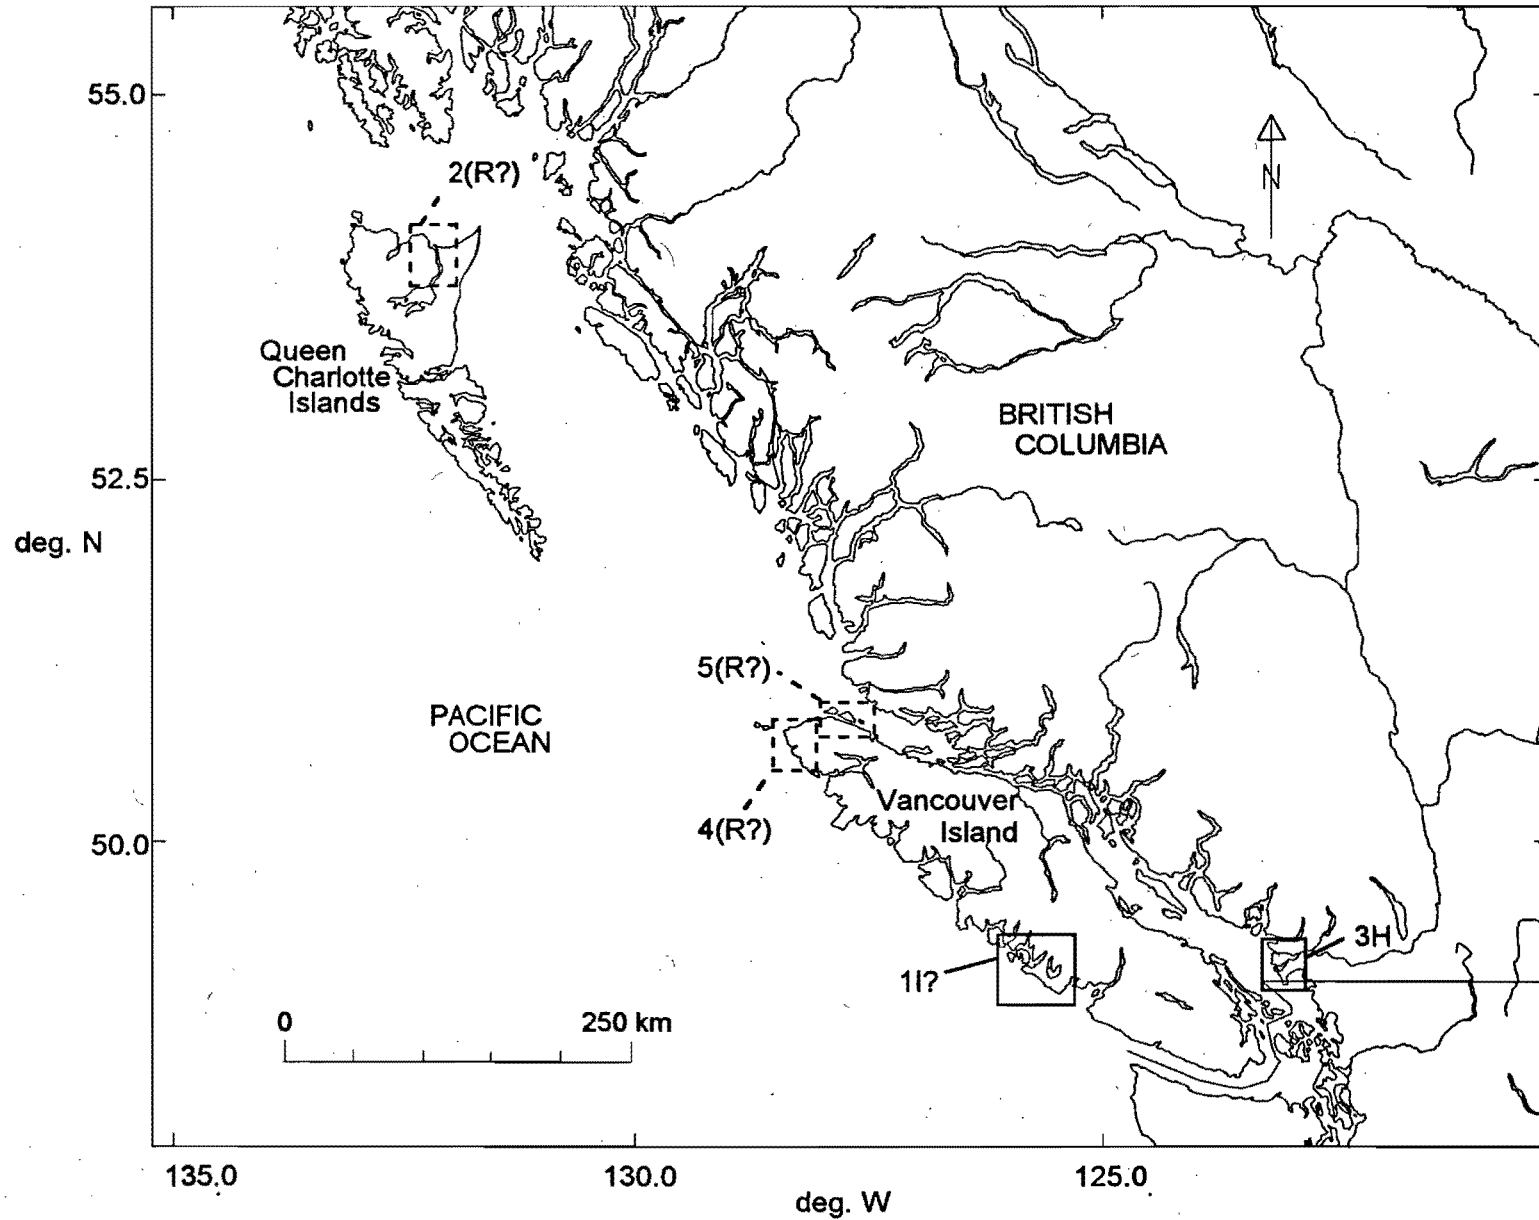 55.0
N
2(R?)
Queen
Charlotte
Islands
BRITISH
COLUMBIA
52.5
deg. N
5(R?)
PACIFIC
OCEAN
Vancouver
Island
4(R?)
50.0
3H
1I?
0 250 km
135.0 130.0 125.0
deg. W